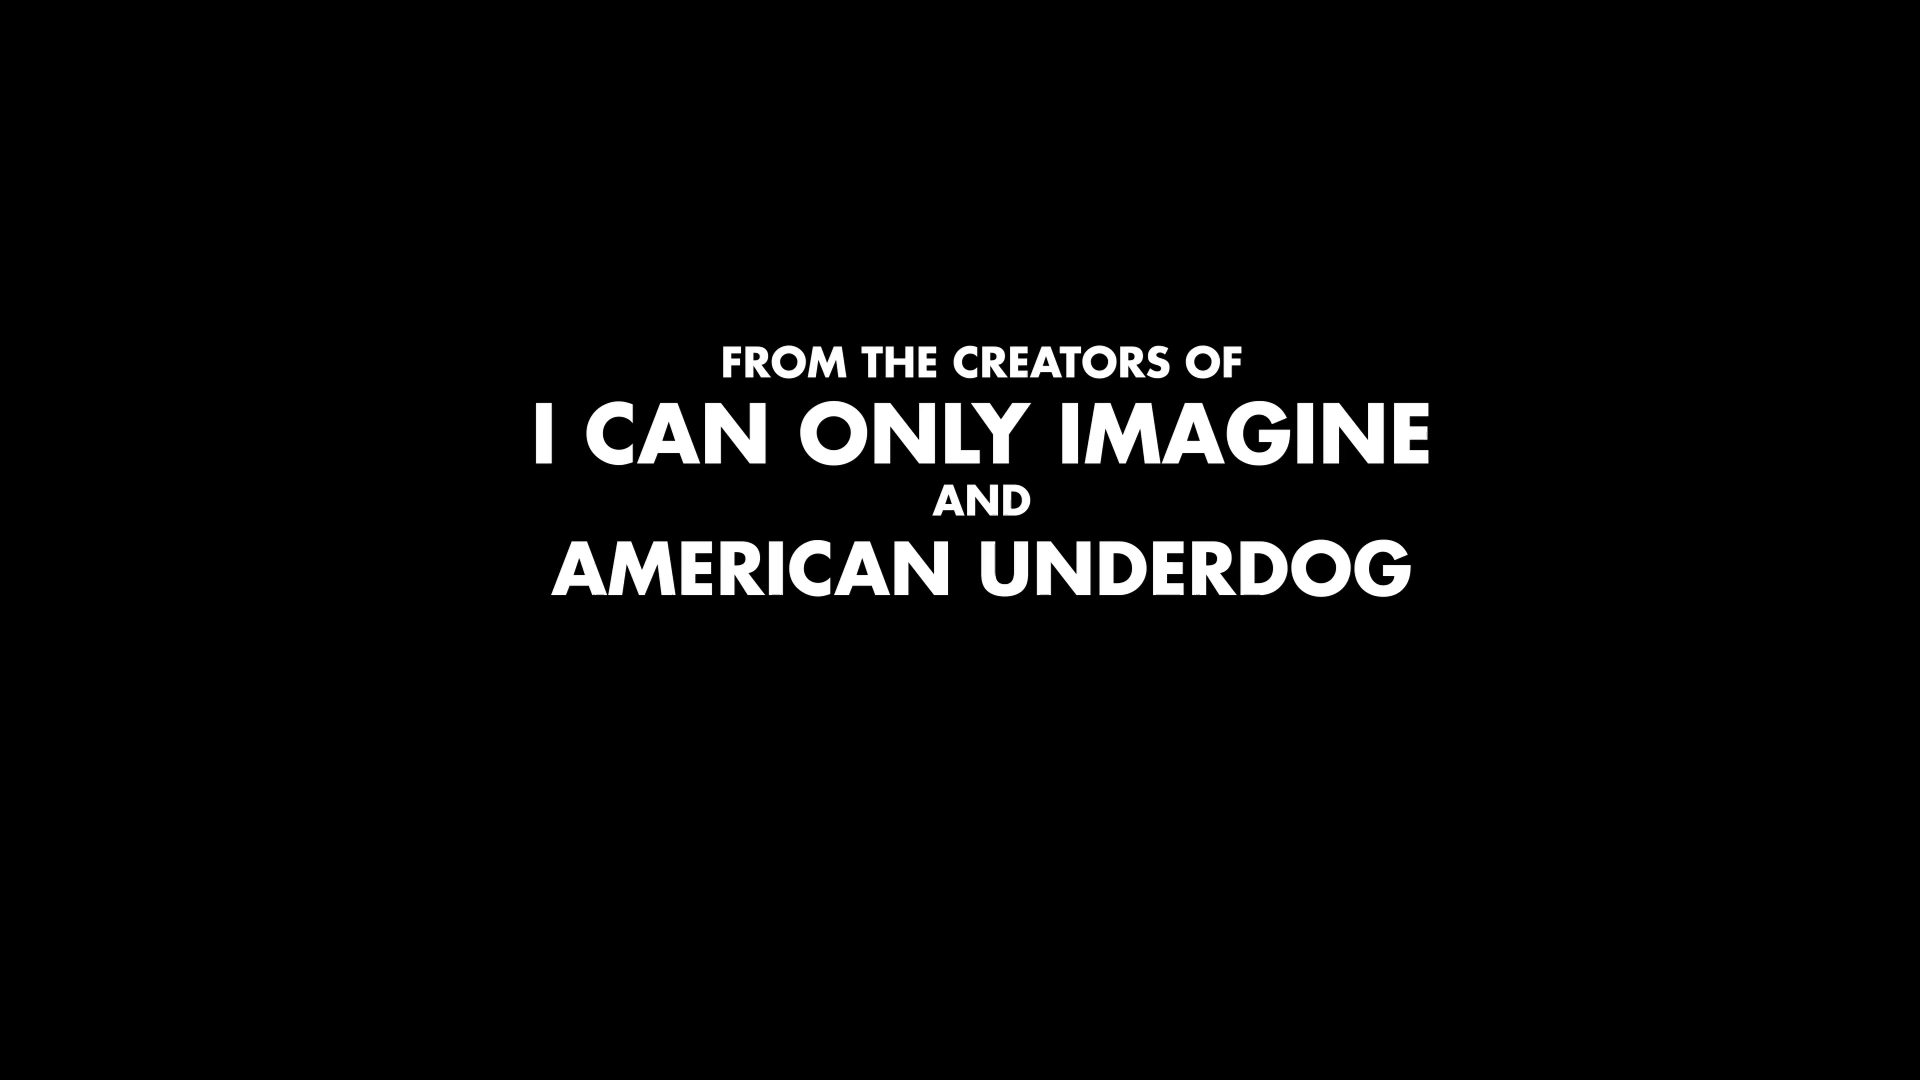 FROM THE CREATORS OF
I CAN ONLY IMAGINE
AND
AMERICAN UNDERDOG